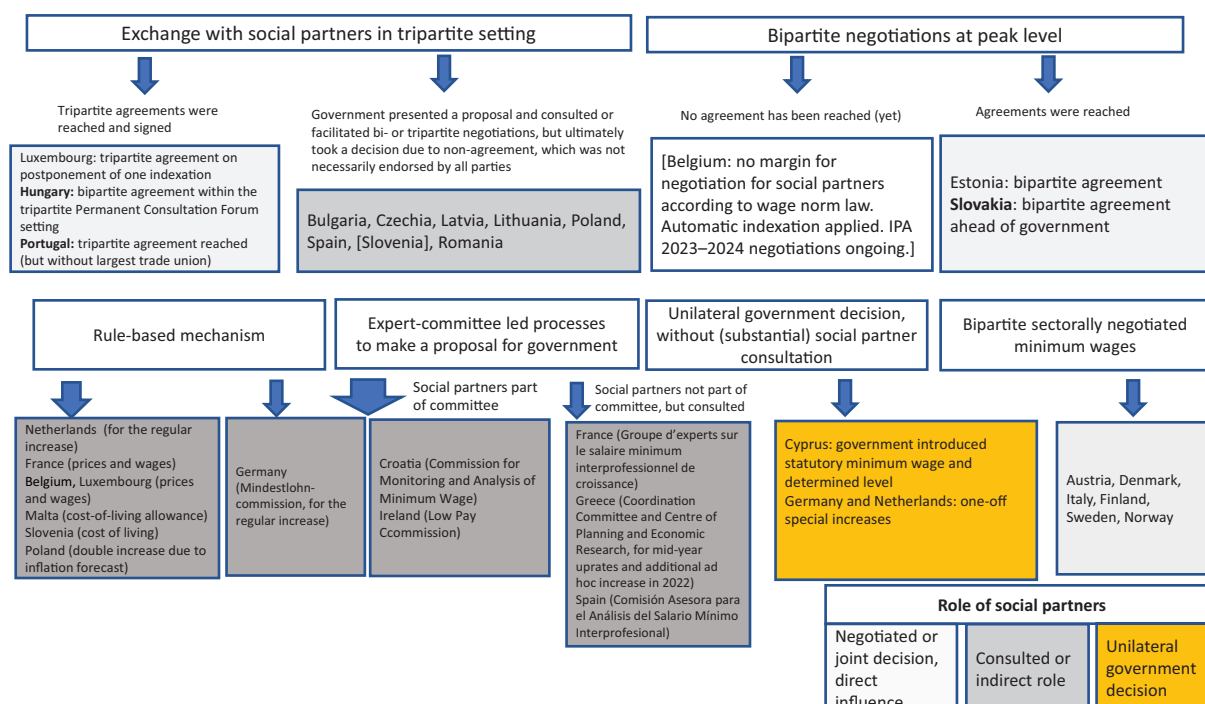 Exchange with social partners in tripartite setting
Bipartite negotiations at peak level
Tripartite agreements were
reached and signed
Government presented a proposal and consulted or
facilitated bi- or tripartite negotiations, but ultimately
took a decision due to non-agreement, which was not
necessarily endorsed by all parties
No agreement has been reached (yet)
Agreements were reached
Luxembourg: tripartite agreement on
postponement of one indexation
Hungary: bipartite agreement within the
tripartite Permanent Consultation Forum
setting
Portugal: tripartite agreement reached
(but without largest trade union)
Bulgaria, Czechia, Latvia, Lithuania, Poland,
Spain, [Slovenia], Romania
[Belgium: no margin for
negotiation for social partners
according to wage norm law.
Automatic indexation applied. IPA
2023–2024 negotiations ongoing.]
Estonia: bipartite agreement
Slovakia: bipartite agreement
ahead of government
Rule-based mechanism
Expert-committee led processes
to make a proposal for government
Unilateral government decision,
without (substantial) social partner
consultation
Bipartite sectorally negotiated
minimum wages
Social partners part
of committee
Social partners not part of
committee, but consulted
Netherlands (for the regular
increase)
France (prices and wages)
Belgium, Luxembourg (prices
and wages)
Malta (cost-of-living allowance)
Slovenia (cost of living)
Poland (double increase due to
inflation forecast)
Germany
(Mindestlohn-
commission, for the
regular increase)
Croatia (Commission for
Monitoring and Analysis of
Minimum Wage)
Ireland (Low Pay
Ccommission)
France (Groupe d’experts sur
le salaire minimum
interprofessionnel de
croissance)
Greece (Coordination
Committee and Centre of
Planning and Economic
Research, for mid-year
uprates and additional ad
hoc increase in 2022)
Spain (Comisión Asesora para
el Análisis del Salario Mínimo
Interprofesional)
Cyprus: government introduced
statutory minimum wage and
determined level
Germany and Netherlands: one-off
special increases
Austria, Denmark,
Italy, Finland,
Sweden, Norway
Role of social partners
Negotiated or
joint decision,
direct
influence
Consulted or
indirect role
Unilateral
government
decision